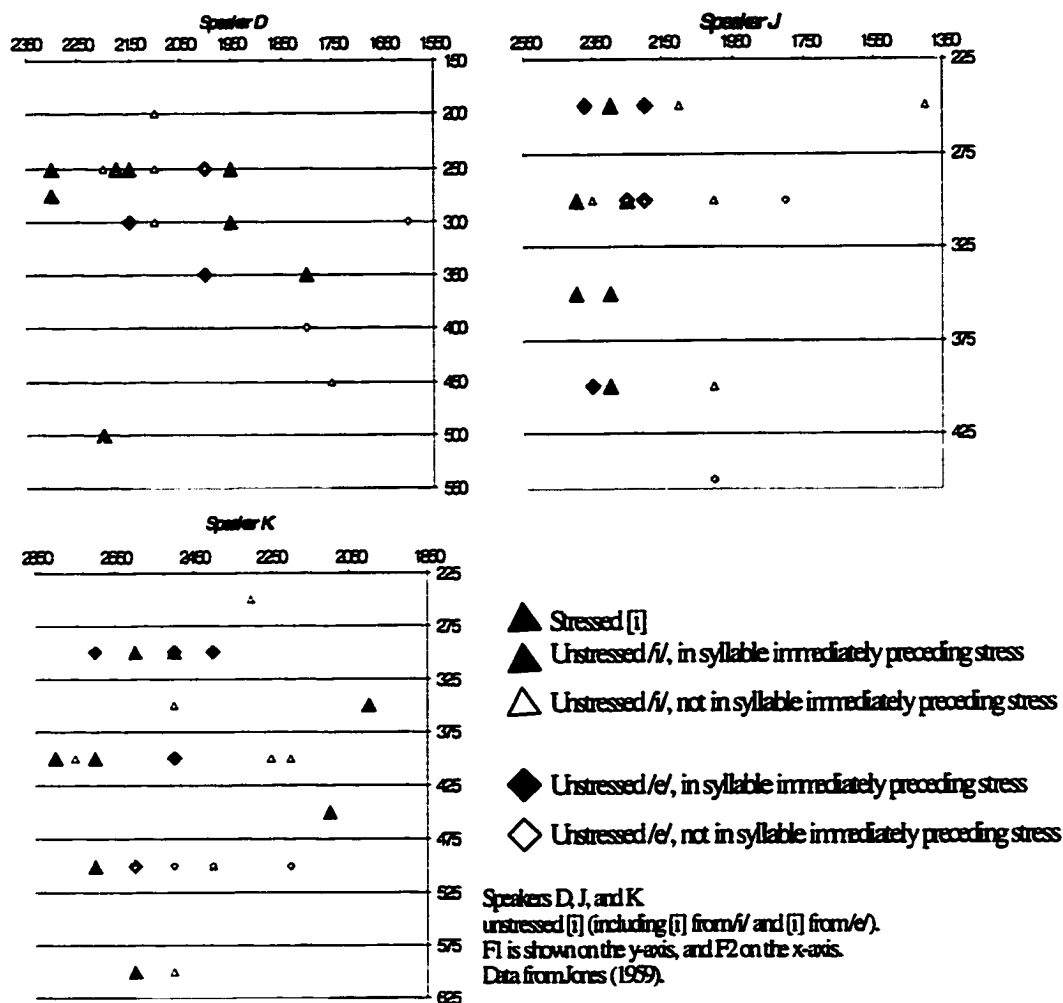 Speaker D
2350 2250 2150 2050 1950 1850 1750 1650 1550
150
200
250
300
350
400
450
500
550
Speaker J
2550 2350 2150 1950 1750 1550 1350
225
275
325
375
425
Speaker K
2850 2650 2450 2250 2050 1850
225
275
325
375
425
475
525
575
625
Stressed [i]
Unstressed /i/, in syllable immediately preceding stress
Unstressed /i/, not in syllable immediately preceding stress
Unstressed /e/, in syllable immediately preceding stress
Unstressed /e/, not in syllable immediately preceding stress
Speakers D, J, and K
unstressed [i] (including [i] from /i/ and [i] from /e/).
F1 is shown on the y-axis, and F2 on the x-axis.
Data from Jones (1959).